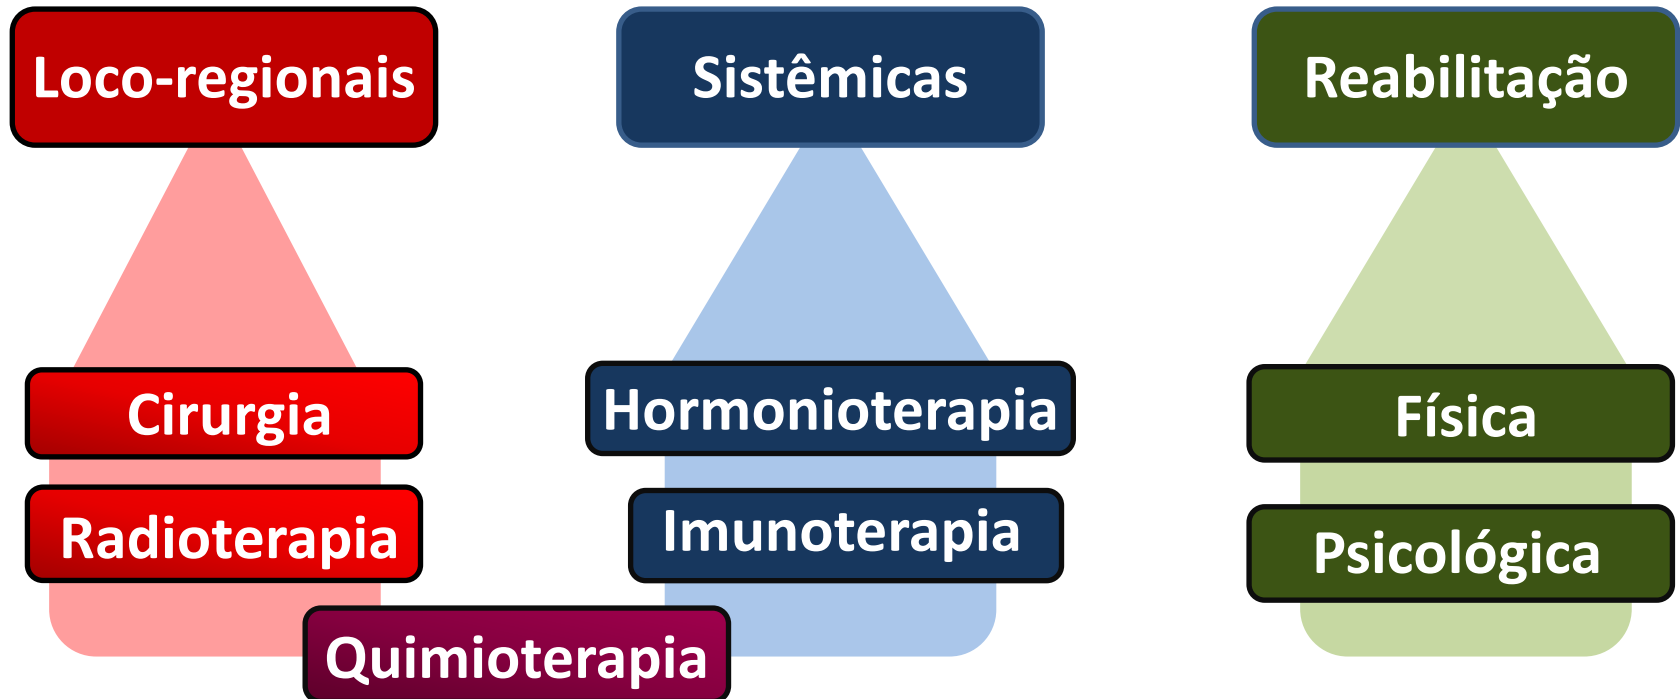 Loco-regionais
Sistêmicas
Reabilitação
Cirurgia
Hormonioterapia
Física
Radioterapia
Imunoterapia
Psicológica
Quimioterapia